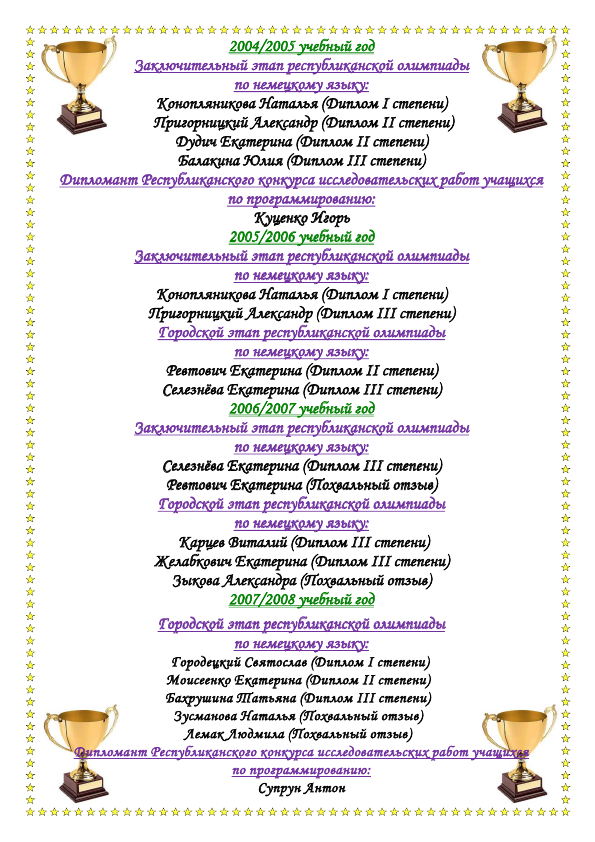 2004/2005 учебный год
Заключительный этап республиканской олимпиады
по немецкому языку:
Конопляникова Наталья (Диплом I степени)
Пригорницкий Александр (Диплом II степени)
Дудич Екатерина (Диплом II степени)
Балакина Юлия (Диплом III степени)
Дипломант Республиканского конкурса исследовательских работ учащихся
по программированию:
Куценко Игорь
2005/2006 учебный год
Заключительный этап республиканской олимпиады
по немецкому языку:
Конопляникова Наталья (Диплом I степени)
Пригорницкий Александр (Диплом III степени)
Городской этап республиканской олимпиады
по немецкому языку:
Ревтович Екатерина (Диплом II степени)
Селезнёва Екатерина (Диплом III степени)
2006/2007 учебный год
Заключительный этап республиканской олимпиады
по немецкому языку:
Селезнёва Екатерина (Диплом III степени)
Ревтович Екатерина (Похвальный отзыв)
Городской этап республиканской олимпиады
по немецкому языку:
Карцев Виталий (Диплом III степени)
Желабкович Екатерина (Диплом III степени)
Зыкова Александра (Похвальный отзыв)
2007/2008 учебный год
Городской этап республиканской олимпиады
по немецкому языку:
Городецкий Святослав (Диплом I степени)
Моисеенко Екатерина (Диплом II степени)
Бахрушина Татьяна (Диплом III степени)
Зусманова Наталья (Похвальный отзыв)
Лемак Людмила (Похвальный отзыв)
Дипломант Республиканского конкурса исследовательских работ учащихся
по программированию:
Супрун Антон